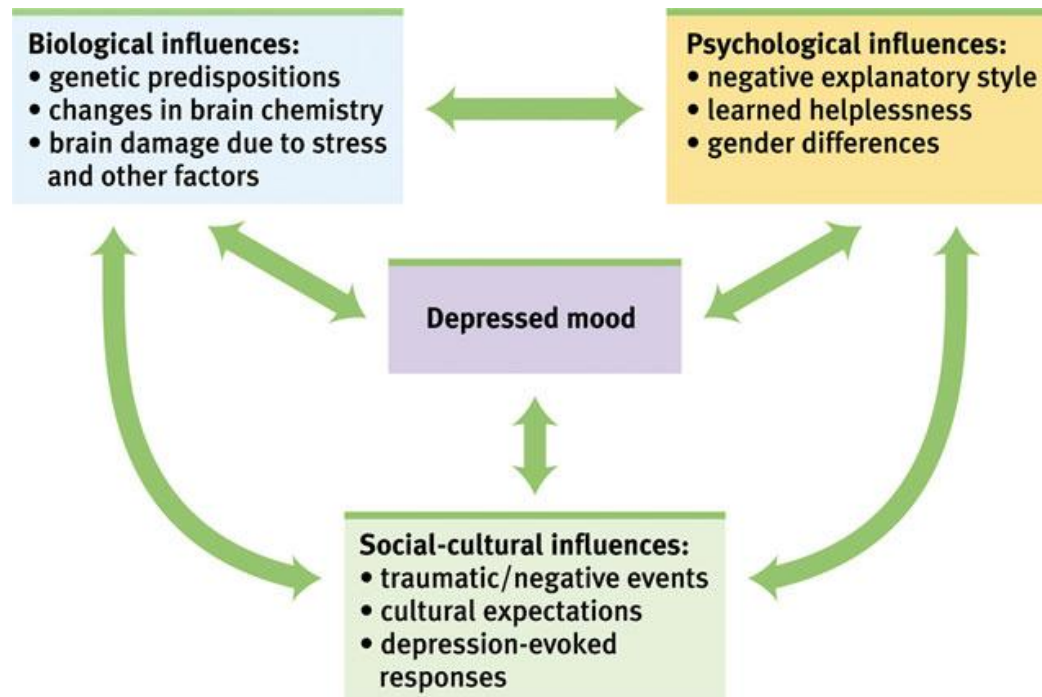 Biological influences:
• genetic predispositions
• changes in brain chemistry
• brain damage due to stress
and other factors
Psychological influences:
• negative explanatory style
• learned helplessness
• gender differences
Depressed mood
Social-cultural influences:
• traumatic/negative events
• cultural expectations
• depression-evoked
responses